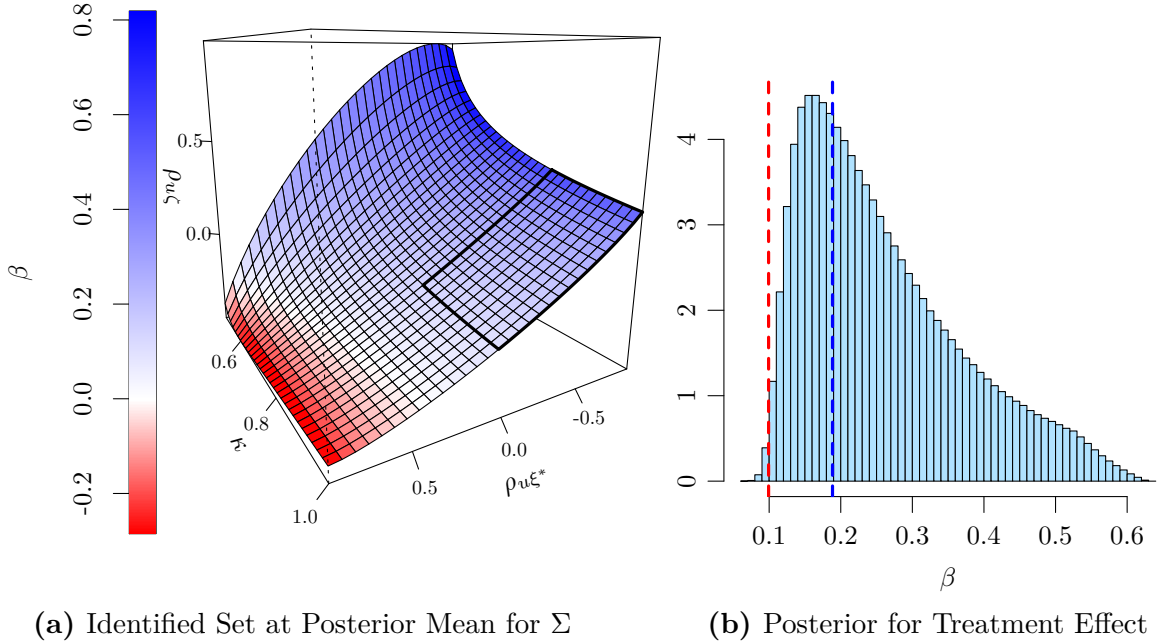 β
-0.2
0.0
0.2
0.4
0.6
0.8
0.5
0.0
ρuζ
0.6
0.8
1.0
κ
0.5
0.0
-0.5
ρuξ*
0
1
2
3
4
0.1 0.2 0.3 0.4 0.5 0.6
β
(a) Identified Set at Posterior Mean for Σ
(b) Posterior for Treatment Effect